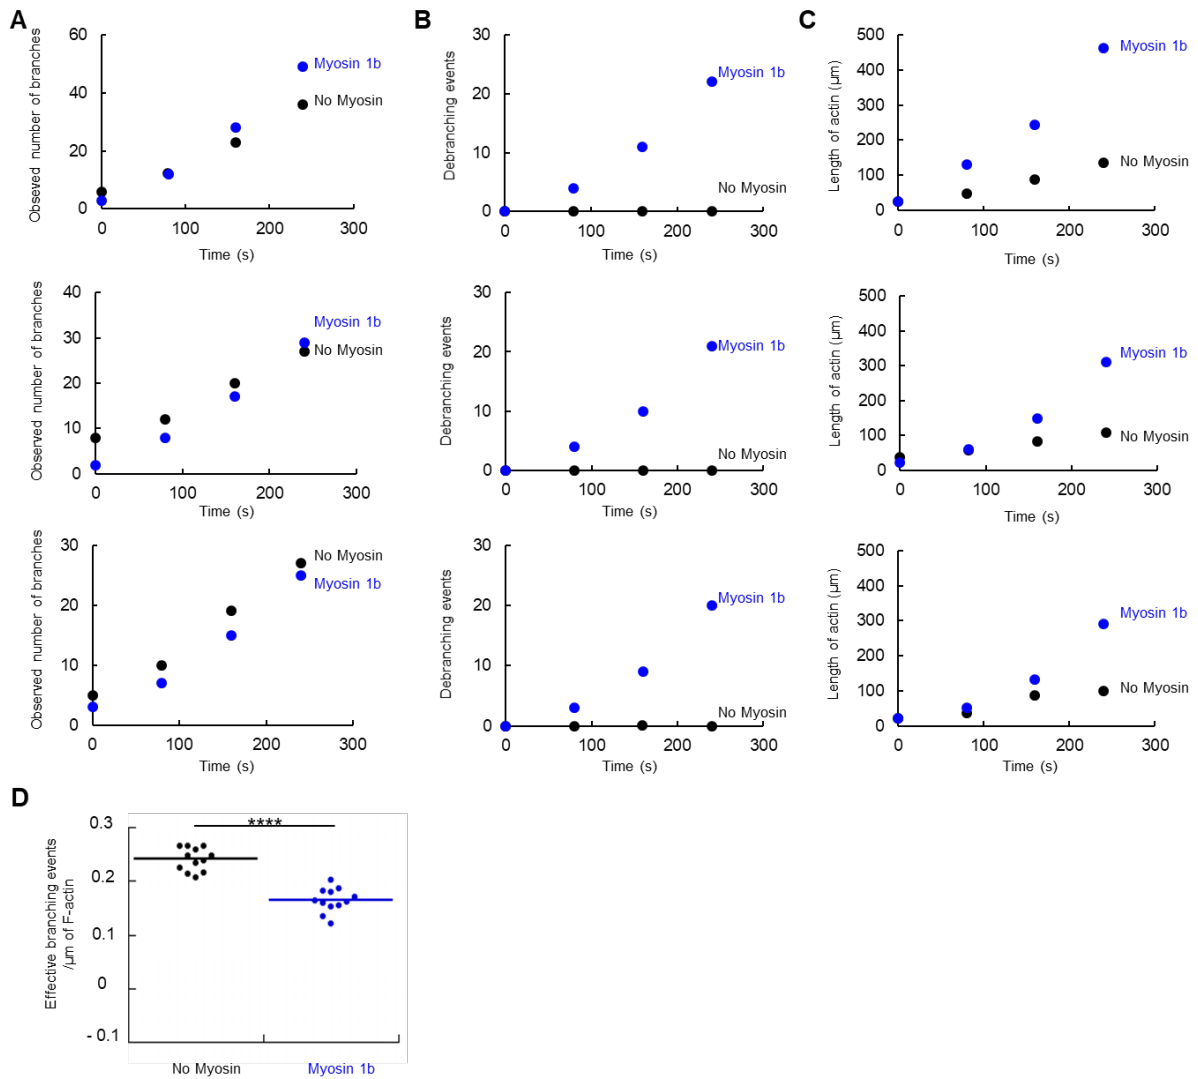 A
B
C
Obseved number of branches
60
40
20
0
0
100
200
300
Time (s)
Myosin 1b
No Myosin
Debranching events
30
20
10
0
0
100
200
300
Time (s)
Myosin 1b
No Myosin
Length of actin (µm)
500
400
300
200
100
0
0
100
200
300
Time (s)
Myosin 1b
No Myosin
Observed number of branches
40
30
20
10
0
0
100
200
300
Time (s)
Myosin 1b
No Myosin
Debranching events
30
20
10
0
0
100
200
300
Time (s)
Myosin 1b
No Myosin
Length of actin (µm)
500
400
300
200
100
0
0
100
200
300
Time (s)
Myosin 1b
No Myosin
Observed number of branches
30
20
10
0
0
100
200
300
Time (s)
No Myosin
Myosin 1b
Debranching events
30
20
10
0
0
100
200
300
Time (s)
Myosin 1b
No Myosin
Length of actin (µm)
500
400
300
200
100
0
0
100
200
300
Time (s)
Myosin 1b
No Myosin
D
Effective branching events
/µm of F-actin
0.3
0.2
0.1
0
- 0.1
****
No Myosin
Myosin 1b